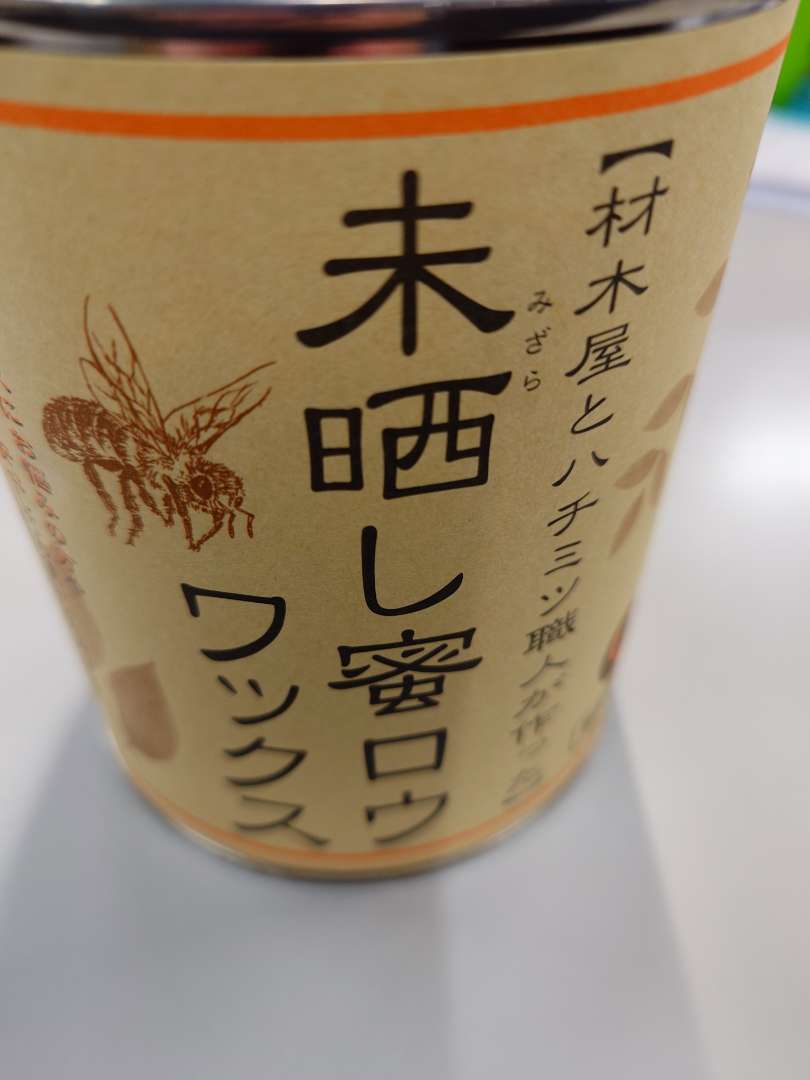 【材木屋とハチミツ職人が作った】
みざら
未晒し蜜ロウ
ワックス